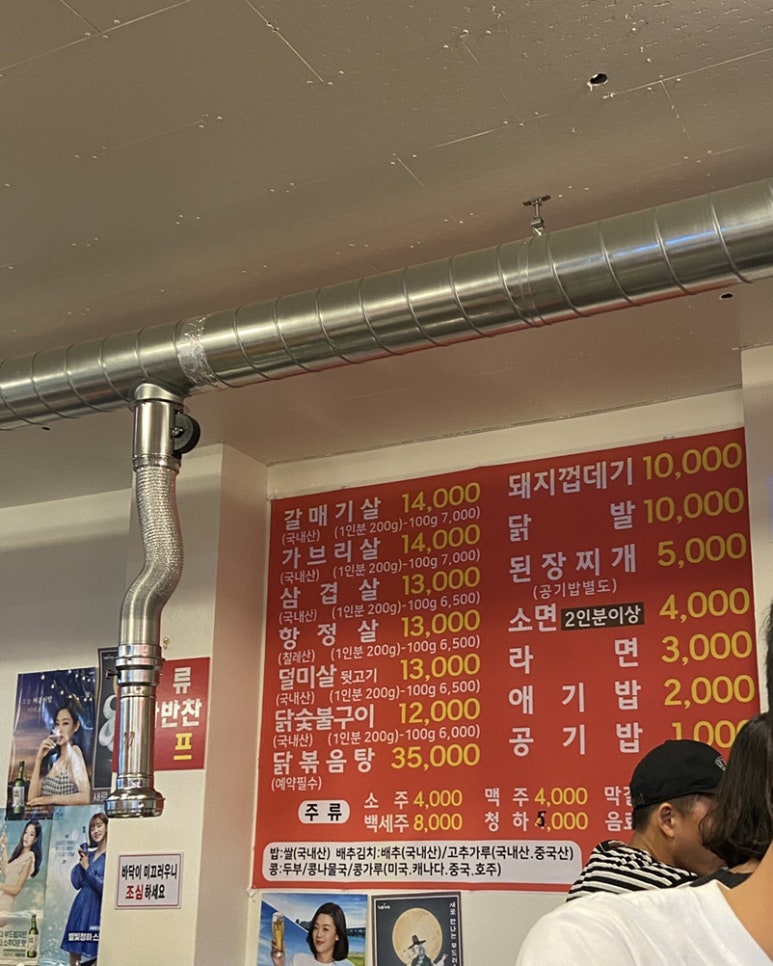 갈매기살 14,000
(국내산) (1인분 200g)-100g 7,000)
가브리살 14,000
(국내산) (1인분 200g)-100g 7,000)
삼겹살 13,000
(국내산) (1인분 200g)-100g 6,500)
항정살 13,000
(칠레산) (1인분 200g)-100g 6,500)
덜미살 뒷고기 13,000
(국내산) (1인분 200g)-100g 6,500)
닭숯불구이 12,000
(국내산) (1인분 200g)-100g 6,000)
닭볶음탕 35,000
(예약필수)
돼지껍데기 10,000
닭발 10,000
된장찌개 5,000
(공기밥별도)
소면 2인분이상 4,000
라면 3,000
애기밥 2,000
공기밥 1,000
주류
소주 4,000 맥주 4,000
백세주 8,000 청하 5,000
밥:쌀(국내산) 배추김치:배추(국내산)/고추가루(국내산.중국산)
콩:두부/콩나물국/콩가루(미국.캐나다.중국.호주)
류
반찬
프
바닥이 미끄러우니
조심하세요